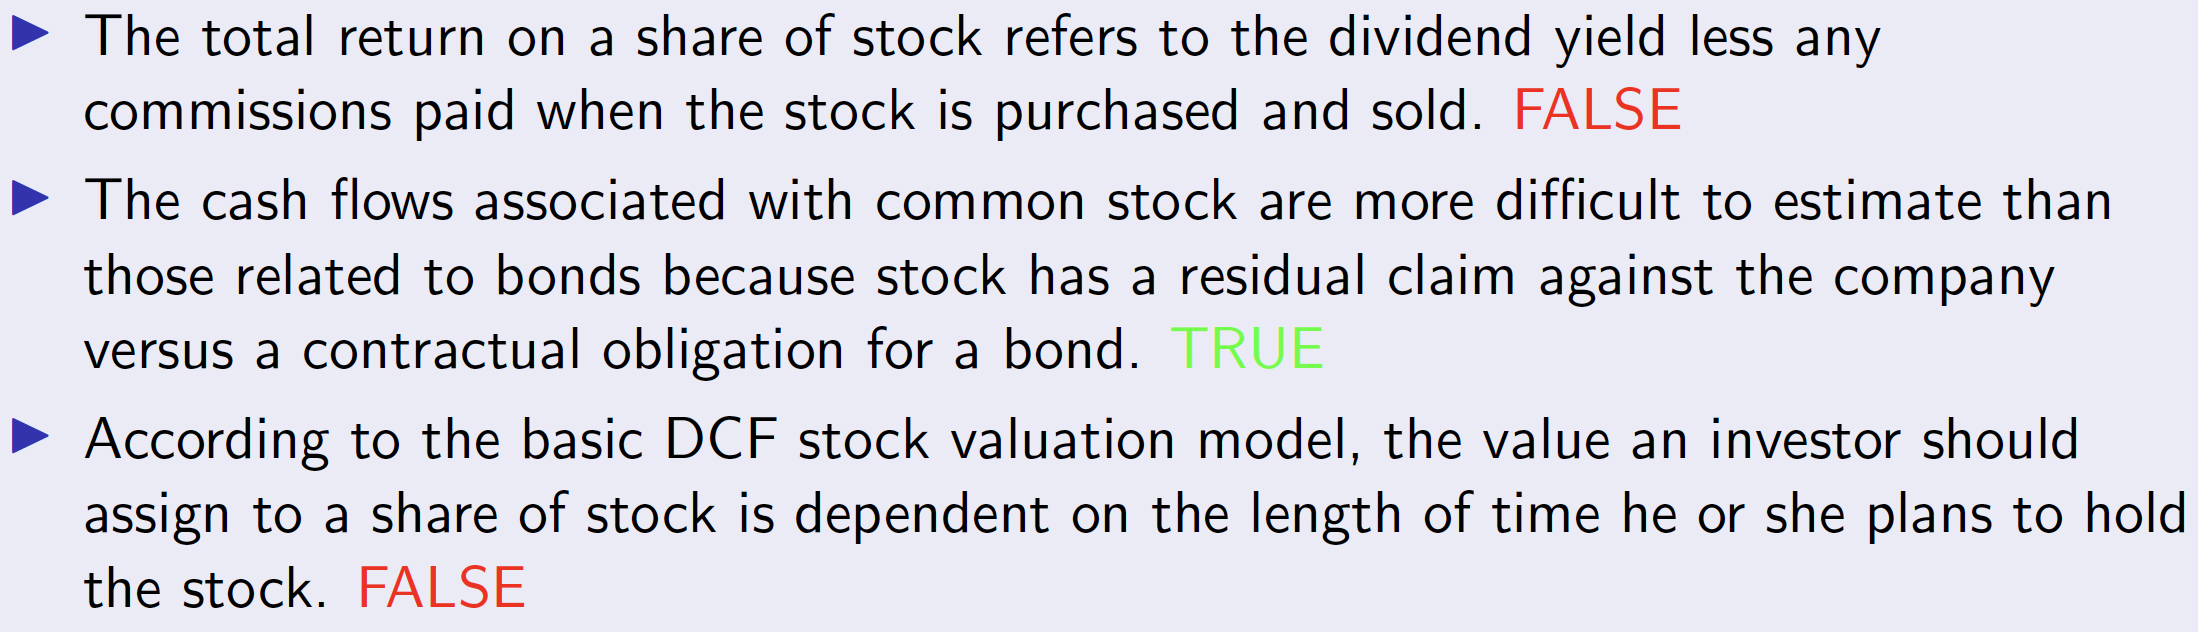 The total return on a share of stock refers to the dividend yield less any
commissions paid when the stock is purchased and sold. FALSE
The cash flows associated with common stock are more difficult to estimate than
those related to bonds because stock has a residual claim against the company
versus a contractual obligation for a bond. TRUE
According to the basic DCF stock valuation model, the value an investor should
assign to a share of stock is dependent on the length of time he or she plans to hold
the stock. FALSE